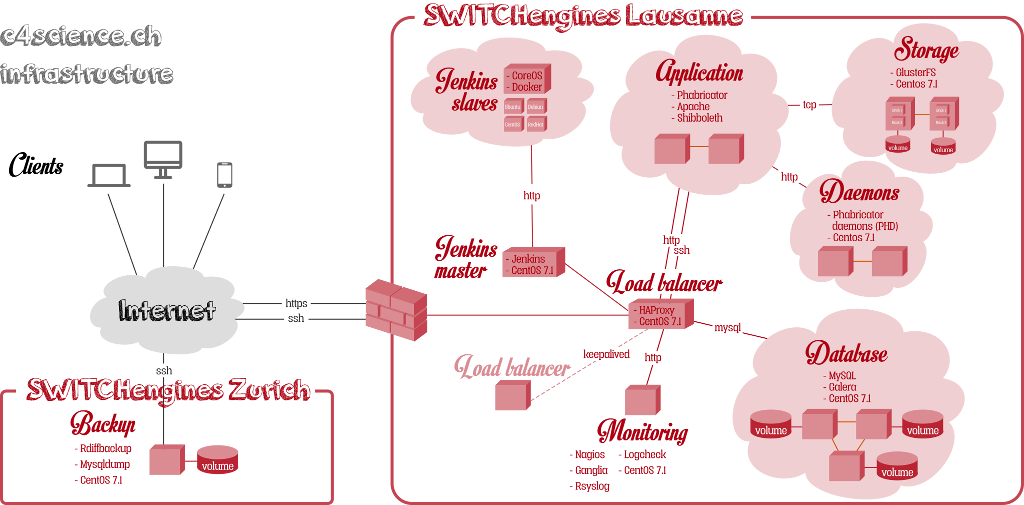 c4science.ch
infrastructure
Clients
Internet
https
ssh
ssh
SWITCHengines Zurich
Backup
- Rdiffbackup
- Mysqldump
- CentOS 7.1
volume
SWITCHengines Lausanne
Jenkins
slaves
- CoreOS
- Docker
Ubuntu
Debian
CentOS
RedHat
http
Jenkins
master
- Jenkins
- CentOS 7.1
Application
- Phabricator
- Apache
- Shibboleth
tcp
Storage
- GlusterFS
- Centos 7.1
volume
volume
http
Daemons
- Phabricator
daemons (PHD)
- Centos 7.1
http
ssh
Load balancer
- HAProxy
- CentOS 7.1
mysql
keepalived
http
Load balancer
Monitoring
- Nagios
- Logcheck
- Ganglia
- CentOS 7.1
- Rsyslog
Database
- MySQL
- Galera
- CentOS 7.1
volume
volume
volume